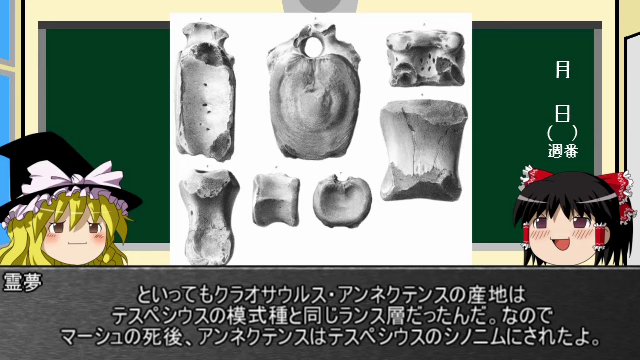 月
日
( )
週番
霊夢
といってもクラオサウルス・アンネクテンスの産地は
テスペシウスの模式種と同じランス層だったんだ。なので
マーシュの死後、アンネクテンスはテスペシウスのシノニムにされたよ。